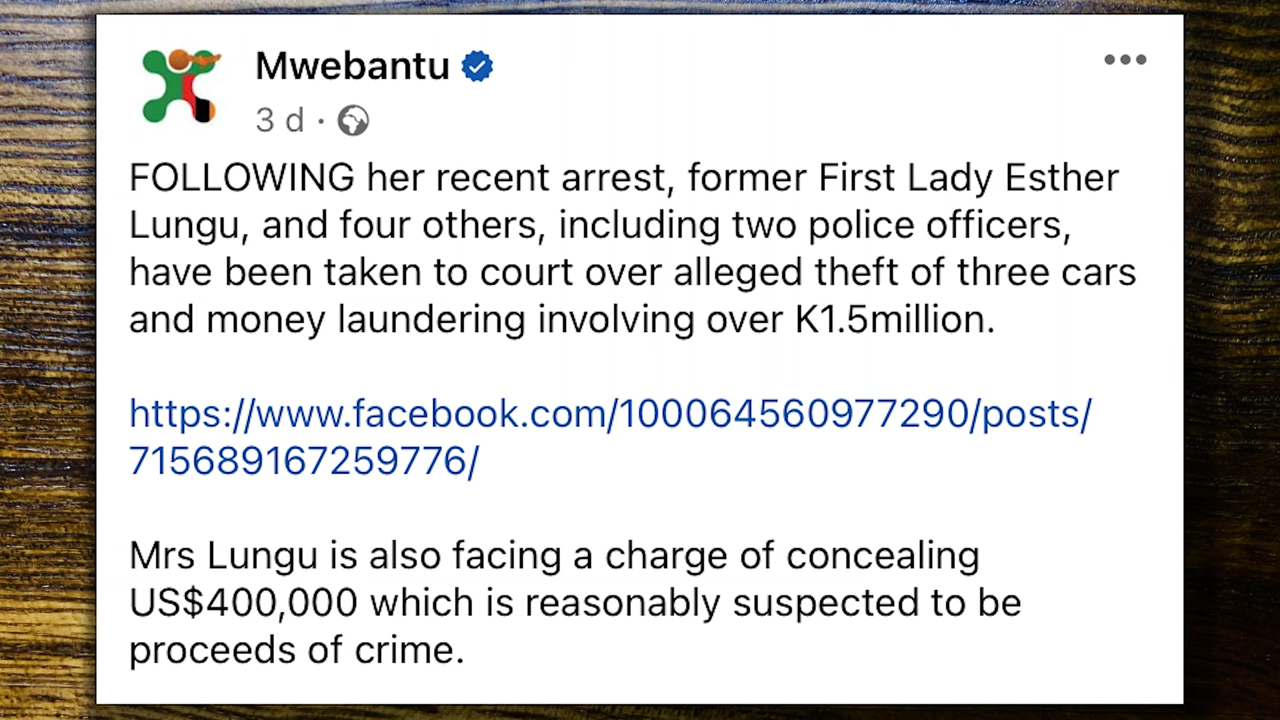 Mwebantu
3 d ·
FOLLOWING her recent arrest, former First Lady Esther
Lungu, and four others, including two police officers,
have been taken to court over alleged theft of three cars
and money laundering involving over K1.5million.
https://www.facebook.com/100064560977290/posts/
715689167259776/
Mrs Lungu is also facing a charge of concealing
US$400,000 which is reasonably suspected to be
proceeds of crime.